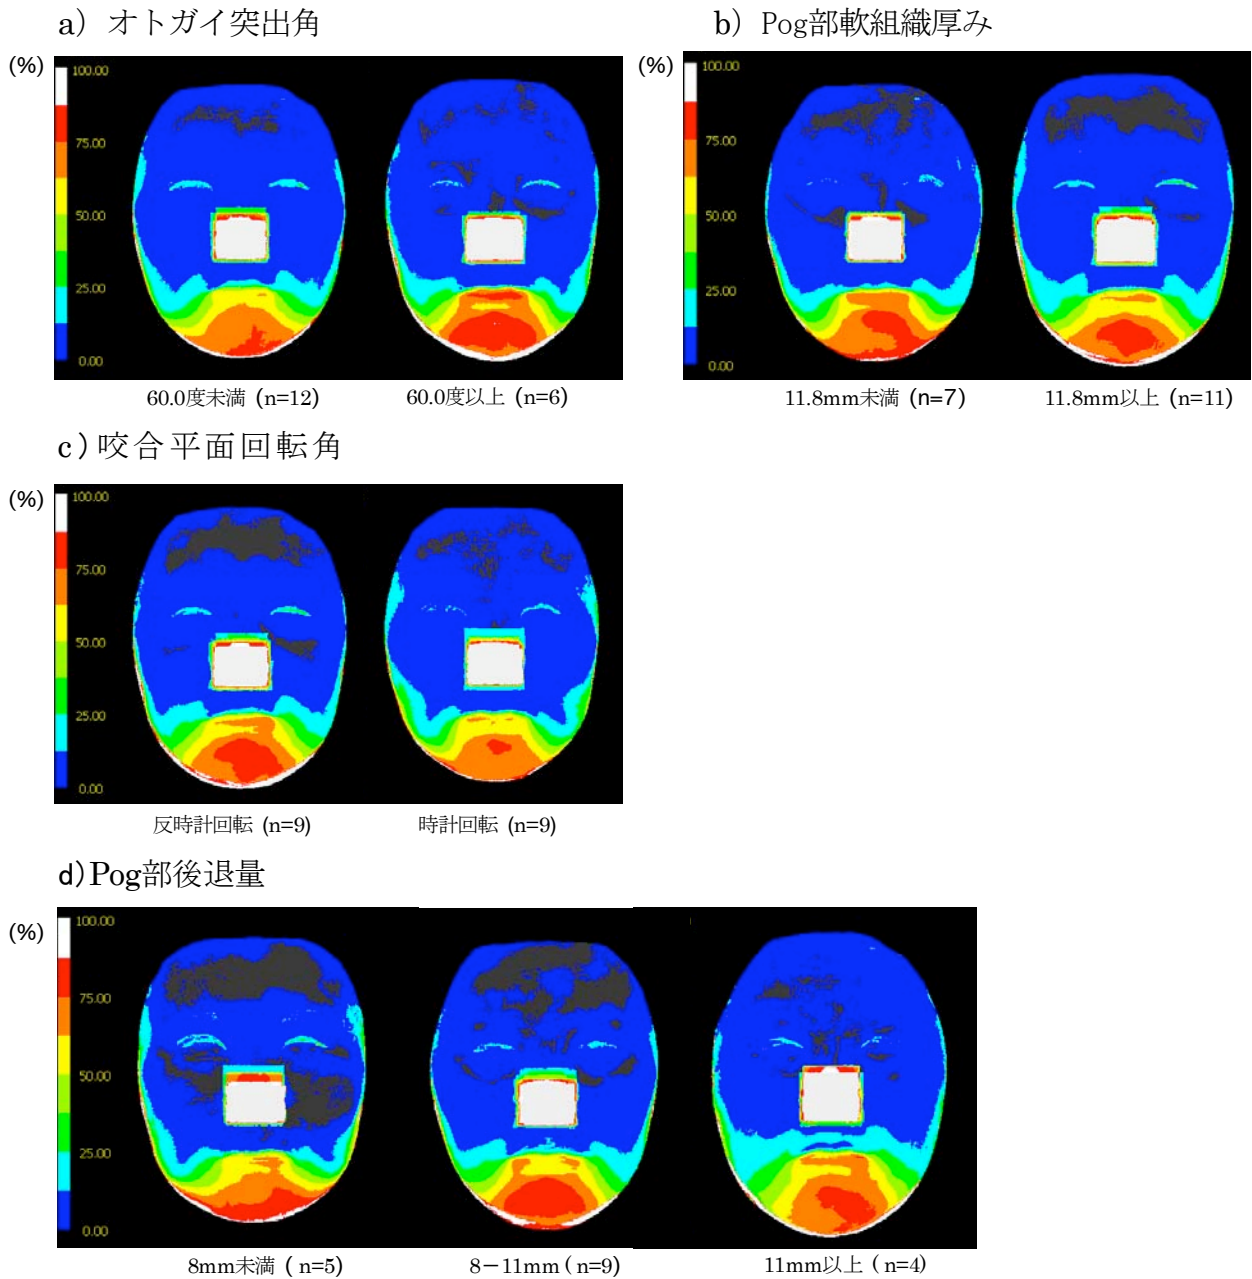 a) オトガイ突出角
b) Pog部軟組織厚み
(%)
100.00
75.00
50.00
25.00
0.00
60.0度未満 (n=12)
60.0度以上 (n=6)
(%)
100.00
75.00
50.00
25.00
0.00
11.8mm未満 (n=7)
11.8mm以上 (n=11)
c)咬合平面回転角
(%)
100.00
75.00
50.00
25.00
0.00
反時計回転 (n=9)
時計回転 (n=9)
d)Pog部後退量
(%)
100.00
75.00
50.00
25.00
0.00
8mm未満 ( n=5)
8−11mm ( n=9)
11mm以上 ( n=4)